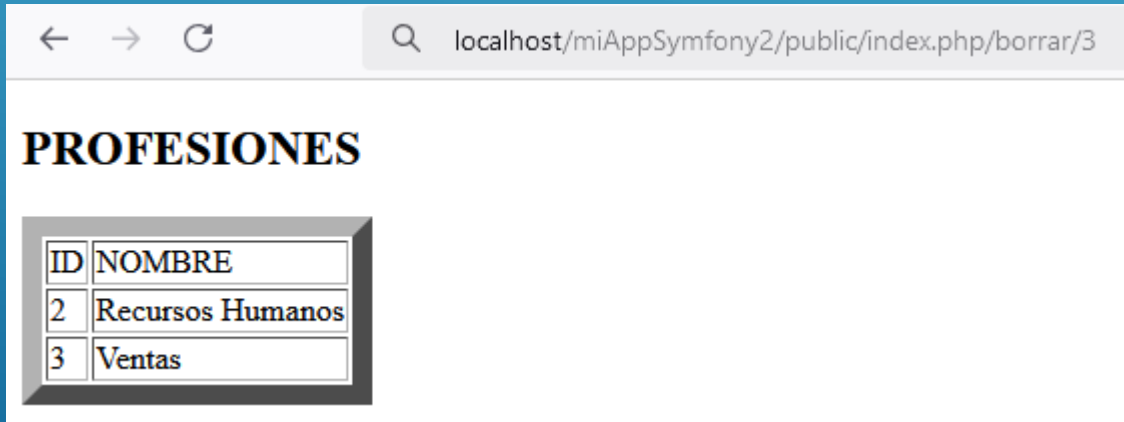 localhost/miAppSymfony2/public/index.php/borrar/3
PROFESIONES
ID NOMBRE
2 Recursos Humanos
3 Ventas